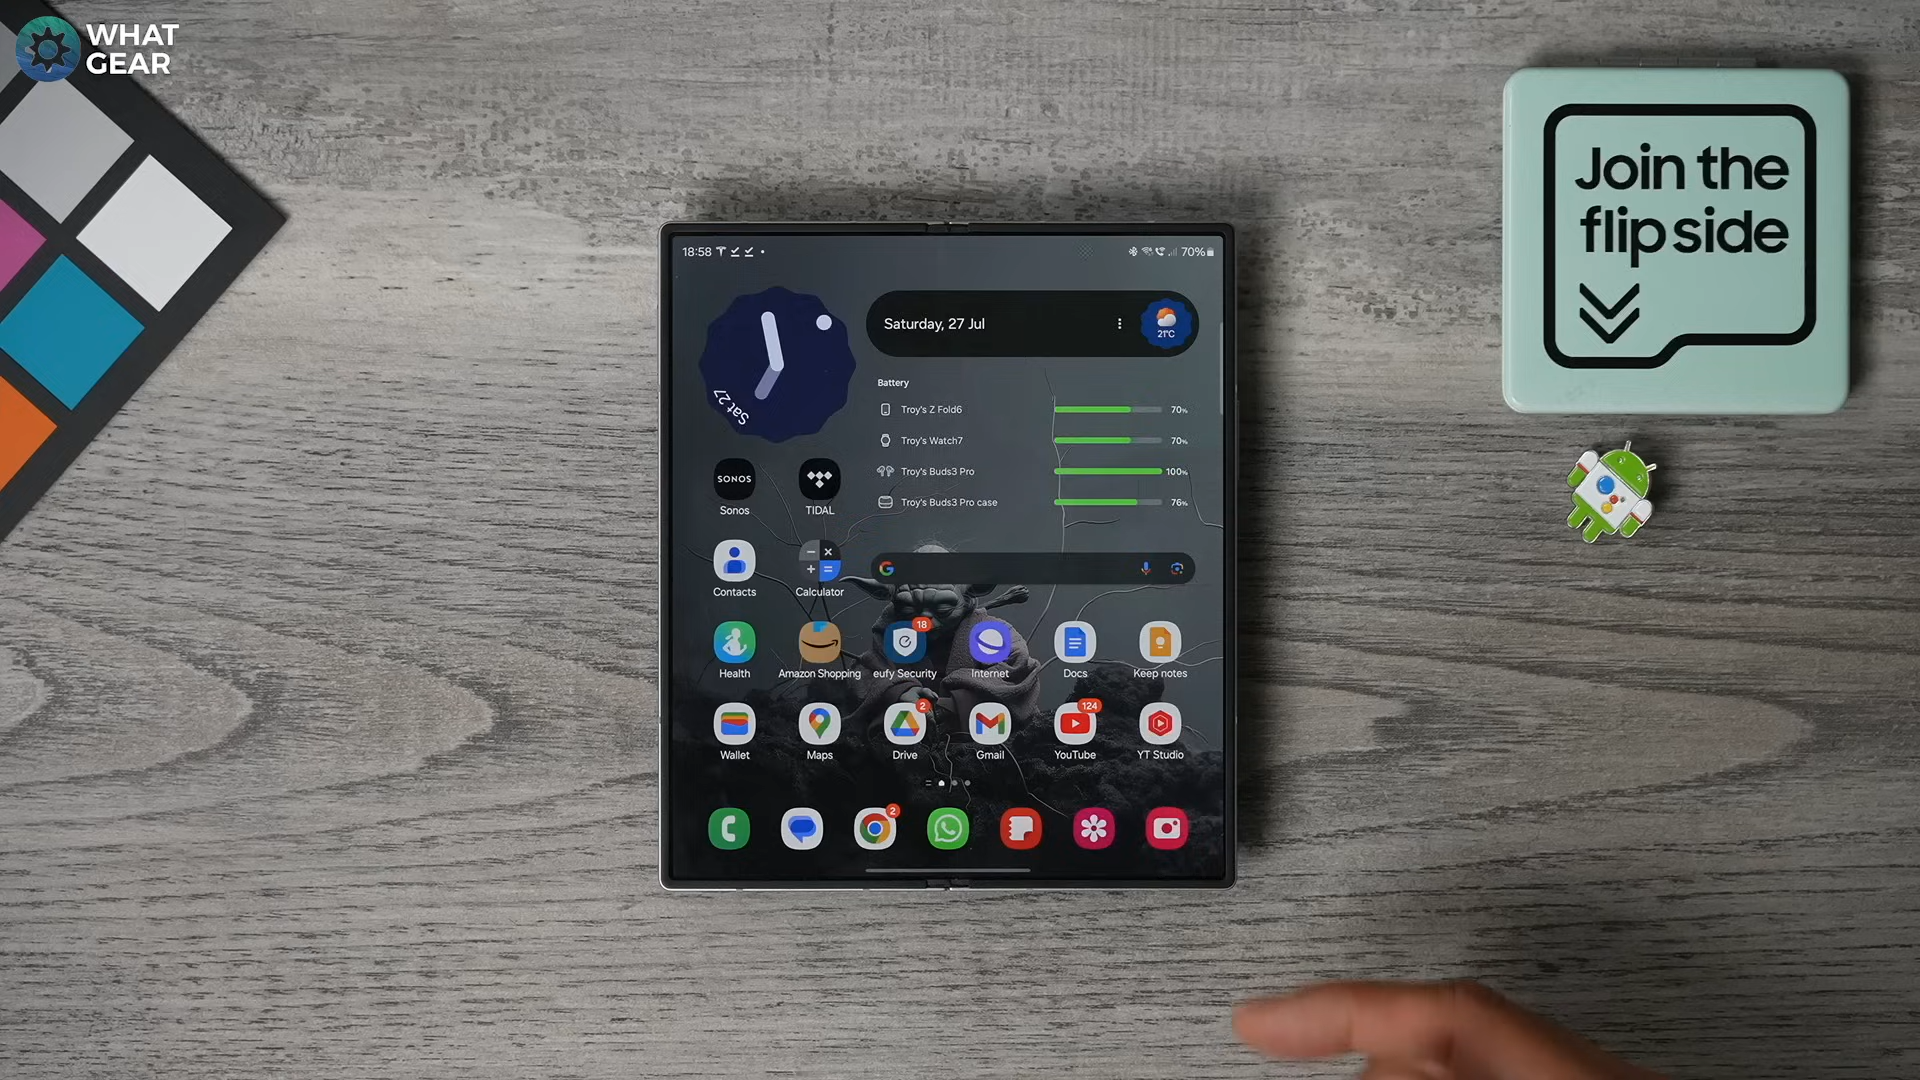 WHAT
GEAR
Join the
flip side
18:58
70%
Saturday, 27 Jul
21°C
Sat 27
Battery
Troy's Z Fold6
70%
Troy's Watch7
70%
Troy's Buds3 Pro
100%
Troy's Buds3 Pro case
76%
SONOS
Sonos
TIDAL
Contacts
Calculator
18
Health
Amazon Shopping
eufy Security
Internet
Docs
Keep notes
2
124
Wallet
Maps
Drive
Gmail
YouTube
YT Studio
2